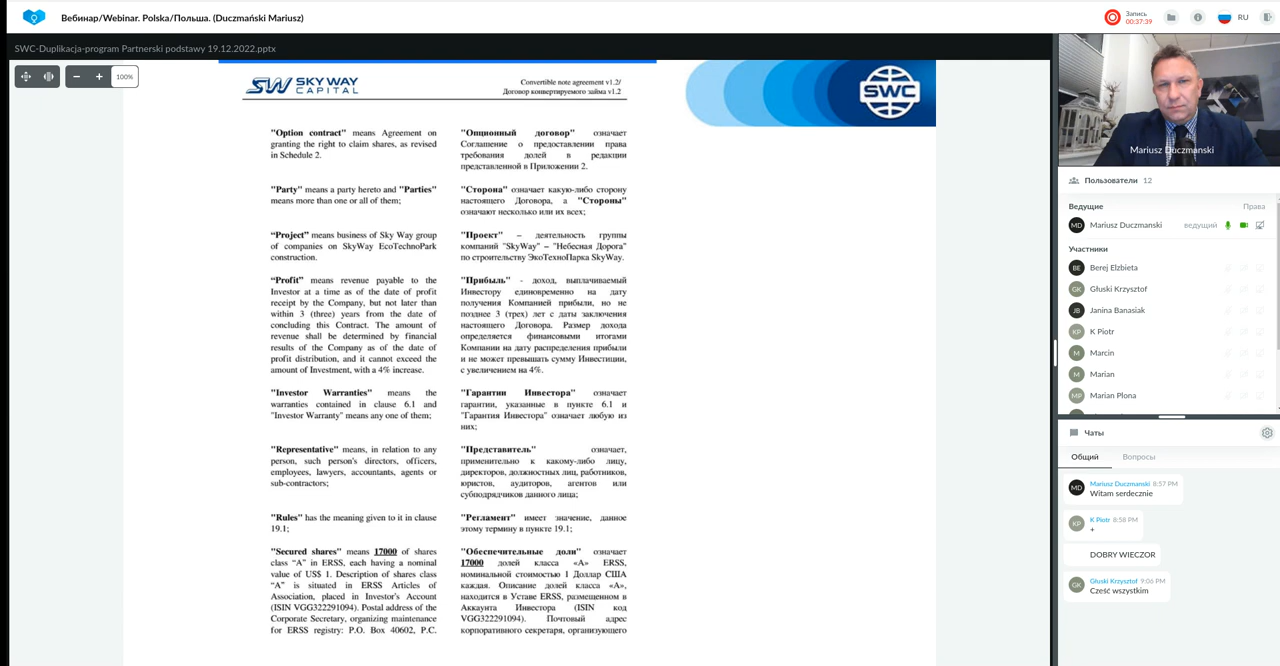 Вебинар/Webinar. Polska/Польша. (Duczmański Mariusz)
Запись
00:37:39
RU
SWC-Duplikacja-program Partnerski podstawy 19.12.2022.pptx
100%
SW SKY WAY
CAPITAL
Convertible note agreement v1.2/
Договор конвертируемого займа v1.2
SWC
"Option contract" means Agreement on
granting the right to claim shares, as revised
in Schedule 2.
"Party" means a party hereto and "Parties"
means more than one or all of them;
“Project” means business of Sky Way group
of companies on SkyWay EcoTechnoPark
construction.
“Profit” means revenue payable to the
Investor at a time as of the date of profit
receipt by the Company, but not later than
within 3 (three) years from the date of
concluding this Contract. The amount of
revenue shall be determined by financial
results of the Company as of the date of
profit distribution, and it cannot exceed the
amount of Investment, with a 4% increase.
"Investor Warranties" means the
warranties contained in clause 6.1 and
"Investor Warranty" means any one of them;
"Representative" means, in relation to any
person, such person's directors, officers,
employees, lawyers, accountants, agents or
sub-contractors;
"Rules" has the meaning given to it in clause
19.1;
"Secured shares" means 17000 of shares
class “A” in ERSS, each having a nominal
value of US$ 1. Description of shares class
“A” is situated in ERSS Articles of
Association, placed in Investor's Account
(ISIN VGG322291094). Postal address of the
Corporate Secretary, organizing maintenance
for ERSS registry: P.O. Box 40602, P.C.
"Опционный договор" означает
Соглашение о предоставлении права
требования долей в редакции
представленной в Приложении 2.
"Сторона" означает какую-либо сторону
настоящего Договора, а "Стороны"
означают несколько или их всех;
"Проект" – деятельность группы
компаний "SkyWay" – "Небесная Дорога"
по строительству ЭкоТехноПарка SkyWay.
"Прибыль" - доход, выплачиваемый
Инвестору единовременно на дату
получения Компанией прибыли, но не
позднее 3 (трех) лет с даты заключения
настоящего Договора. Размер дохода
определяется финансовыми итогами
Компании на дату распределения прибыли
и не может превышать сумму Инвестиции,
с увеличением на 4%.
"Гарантии Инвестора" означает
гарантии, указанные в пункте 6.1 и
"Гарантия Инвестора" означает любую из
них;
"Представитель" означает,
применительно к какому-либо лицу,
директоров, должностных лиц, работников,
юристов, аудиторов, агентов или
субподрядчиков данного лица;
"Регламент" имеет значение, данное
этому термину в пункте 19.1;
"Обеспечительные доли" означает
17000 долей класса «А» ERSS,
номинальной стоимостью 1 Доллар США
каждая. Описание долей класса «А»,
находится в Уставе ERSS, размещенном в
Аккаунта Инвестора (ISIN код
VGG322291094). Почтовый адрес
корпоративного секретаря, организующего
Mariusz Duczmanski
Пользователи 12
Ведущие Права
MD Mariusz Duczmanski ведущий
Участники
BE Berej Elzbieta
GK Głuski Krzysztof
JB Janina Banasiak
KP K Piotr
M Marcin
M Marian
MP Marian Plona
Чаты
Общий Вопросы
MD Mariusz Duczmanski 8:57 PM
Witam serdecznie
KP K Piotr 8:58 PM
+
DOBRY WIECZOR
GK Głuski Krzysztof 9:06 PM
Cześć wszystkim